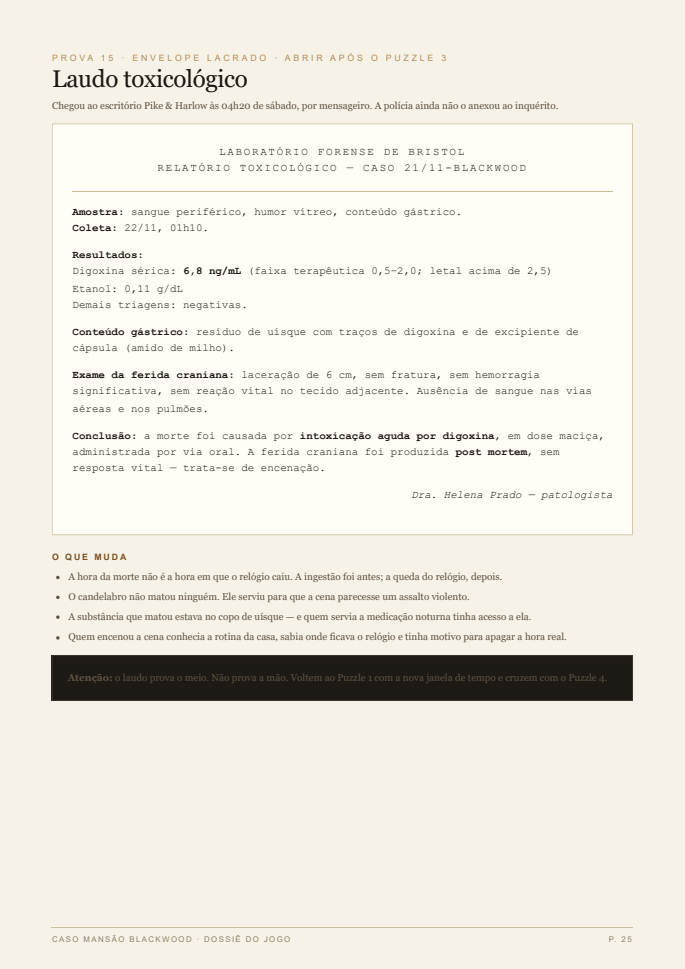 PROVA 15 · ENVELOPE LACRADO · ABRIR APÓS O PUZZLE 3
Laudo toxicológico
Chegou ao escritório Pike & Harlow às 04h20 de sábado, por mensageiro. A polícia ainda não o anexou ao inquérito.
LABORATÓRIO FORENSE DE BRISTOL
RELATÓRIO TOXICOLÓGICO — CASO 21/11-BLACKWOOD
Amostra: sangue periférico, humor vítreo, conteúdo gástrico.
Coleta: 22/11, 01h10.
Resultados:
Digoxina sérica: 6,8 ng/mL (faixa terapêutica 0,5–2,0; letal acima de 2,5)
Etanol: 0,11 g/dL
Demais triagens: negativas.
Conteúdo gástrico: resíduo de uísque com traços de digoxina e de excipiente de
cápsula (amido de milho).
Exame da ferida craniana: laceração de 6 cm, sem fratura, sem hemorragia
significativa, sem reação vital no tecido adjacente. Ausência de sangue nas vias
aéreas e nos pulmões.
Conclusão: a morte foi causada por intoxicação aguda por digoxina, em dose maciça,
administrada por via oral. A ferida craniana foi produzida post mortem, sem
resposta vital — trata-se de encenação.
Dra. Helena Prado — patologista
O QUE MUDA
• A hora da morte não é a hora em que o relógio caiu. A ingestão foi antes; a queda do relógio, depois.
• O candelabro não matou ninguém. Ele serviu para que a cena parecesse um assalto violento.
• A substância que matou estava no copo de uísque — e quem servia a medicação noturna tinha acesso a ela.
• Quem encenou a cena conhecia a rotina da casa, sabia onde ficava o relógio e tinha motivo para apagar a hora real.
Atenção: o laudo prova o meio. Não prova a mão. Voltem ao Puzzle 1 com a nova janela de tempo e cruzem com o Puzzle 4.
CASO MANSÃO BLACKWOOD · DOSSIÊ DO JOGO
P. 25